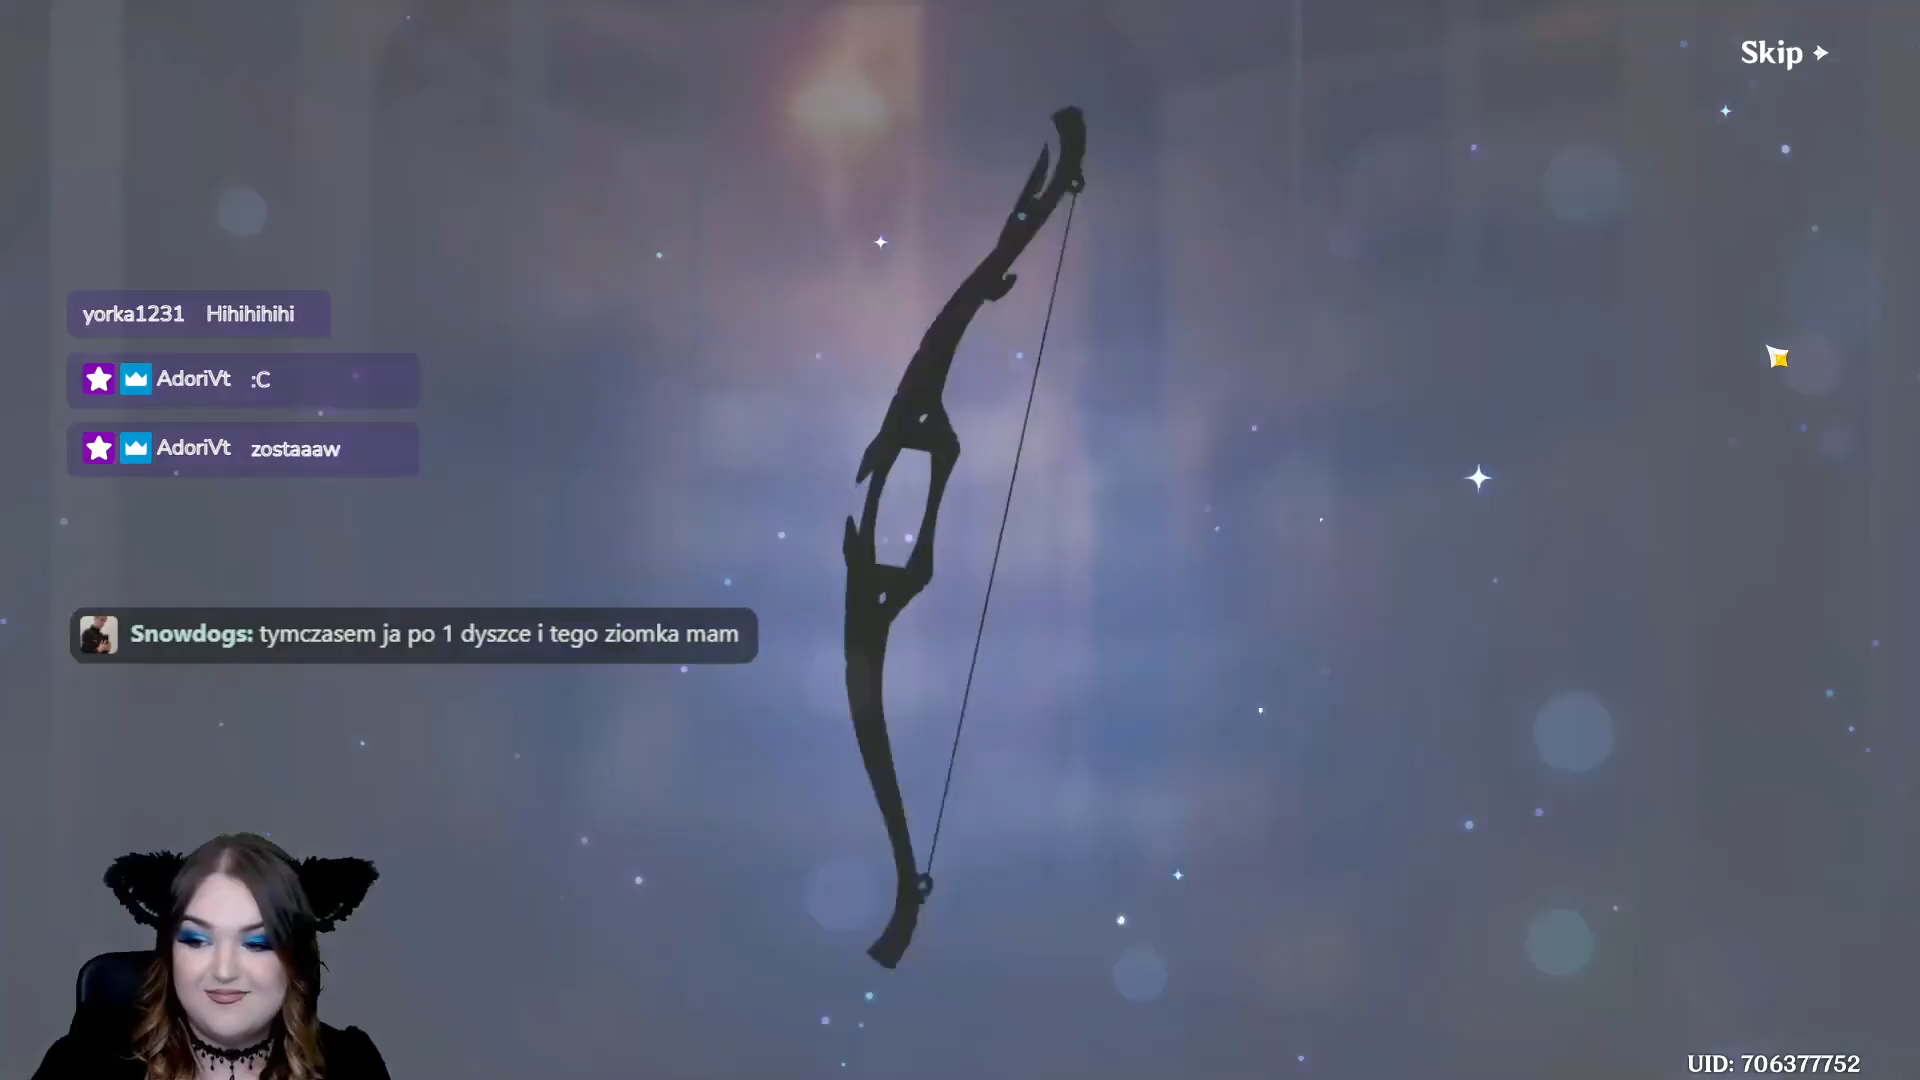 Skip
yorka1231 Hihihihihi
AdoriVt :C
AdoriVt zostaaaw
Snowdogs: tymczasem ja po 1 dyszce i tego ziomka mam
UID: 706377752